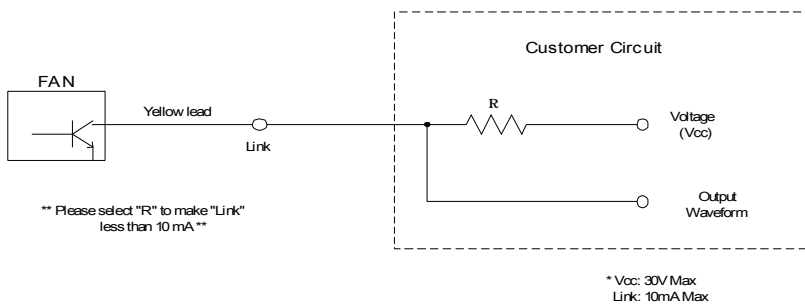 Customer Circuit
FAN
Yellow lead
R
Voltage
(Vcc)
Link
Output
Waveform
** Please select "R" to make "Link"
less than 10 mA **
* Vcc: 30V Max
Link: 10mA Max